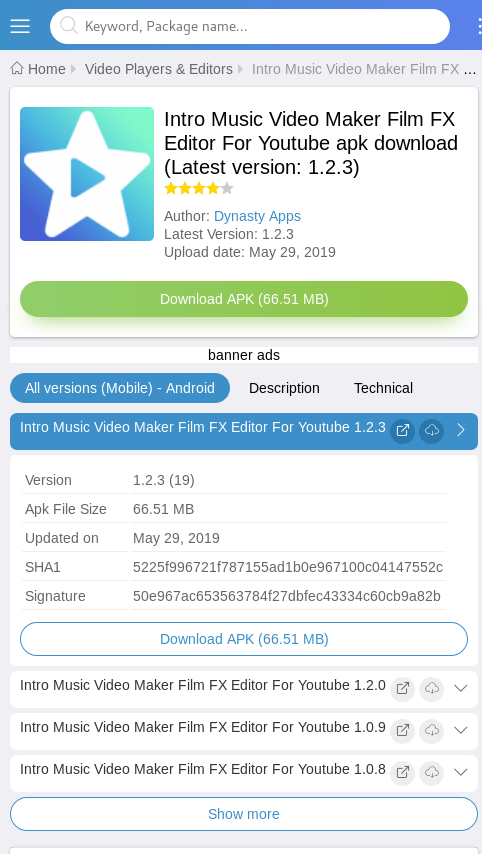 Keyword, Package name...
Home
Video Players & Editors
Intro Music Video Maker Film FX ...
Intro Music Video Maker Film FX
Editor For Youtube apk download
(Latest version: 1.2.3)
Author: Dynasty Apps
Latest Version: 1.2.3
Upload date: May 29, 2019
Download APK (66.51 MB)
banner ads
All versions (Mobile) - Android
Description
Technical
Intro Music Video Maker Film FX Editor For Youtube 1.2.3
Version 1.2.3 (19)
Apk File Size 66.51 MB
Updated on May 29, 2019
SHA1 5225f996721f787155ad1b0e967100c04147552c
Signature 50e967ac653563784f27dbfec43334c60cb9a82b
Download APK (66.51 MB)
Intro Music Video Maker Film FX Editor For Youtube 1.2.0
Intro Music Video Maker Film FX Editor For Youtube 1.0.9
Intro Music Video Maker Film FX Editor For Youtube 1.0.8
Show more